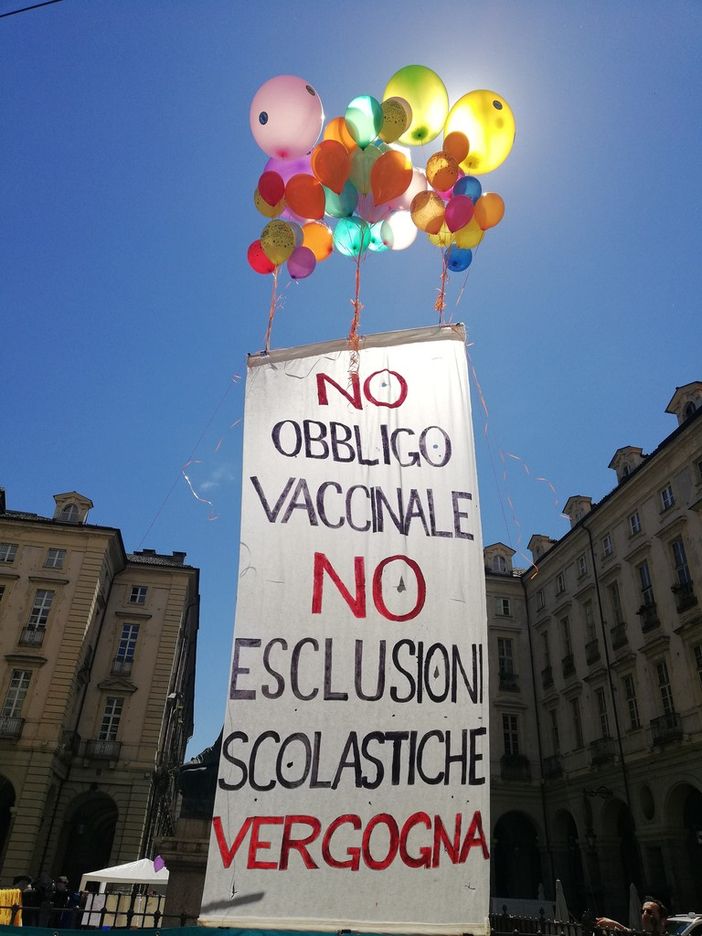 NO
OBBLIGO
VACCINALE
NO
ESCLUSIONI
SCOLASTICHE
VERGOGNA